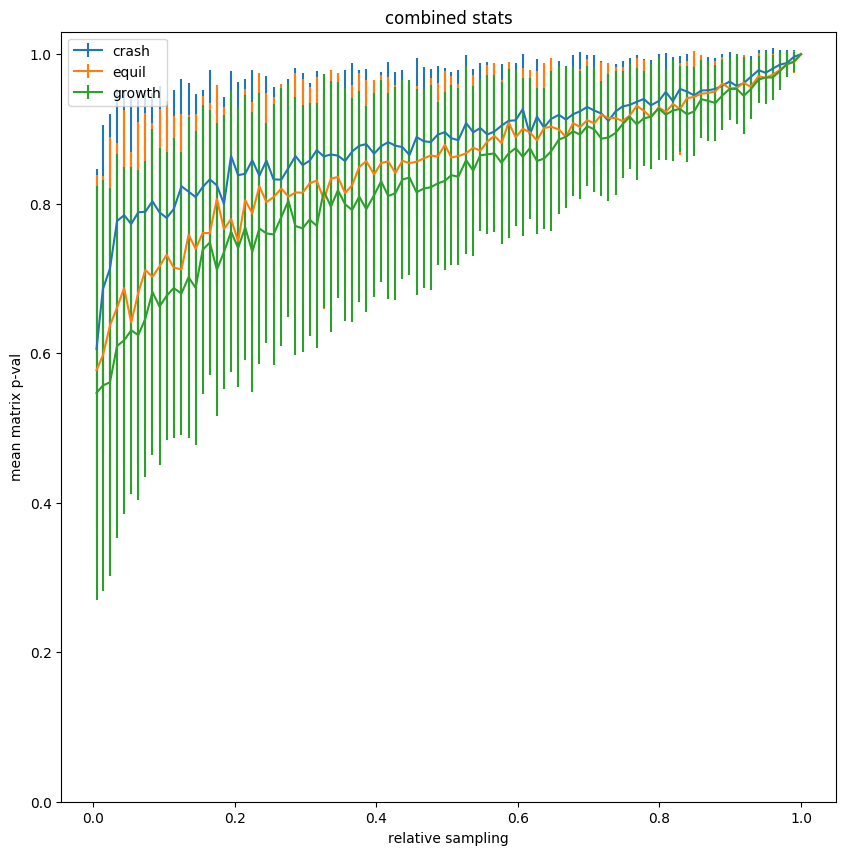 combined stats
crash
equil
growth
1.0
0.8
0.6
0.4
0.2
0.0
mean matrix p-val
0.0 0.2 0.4 0.6 0.8 1.0
relative sampling